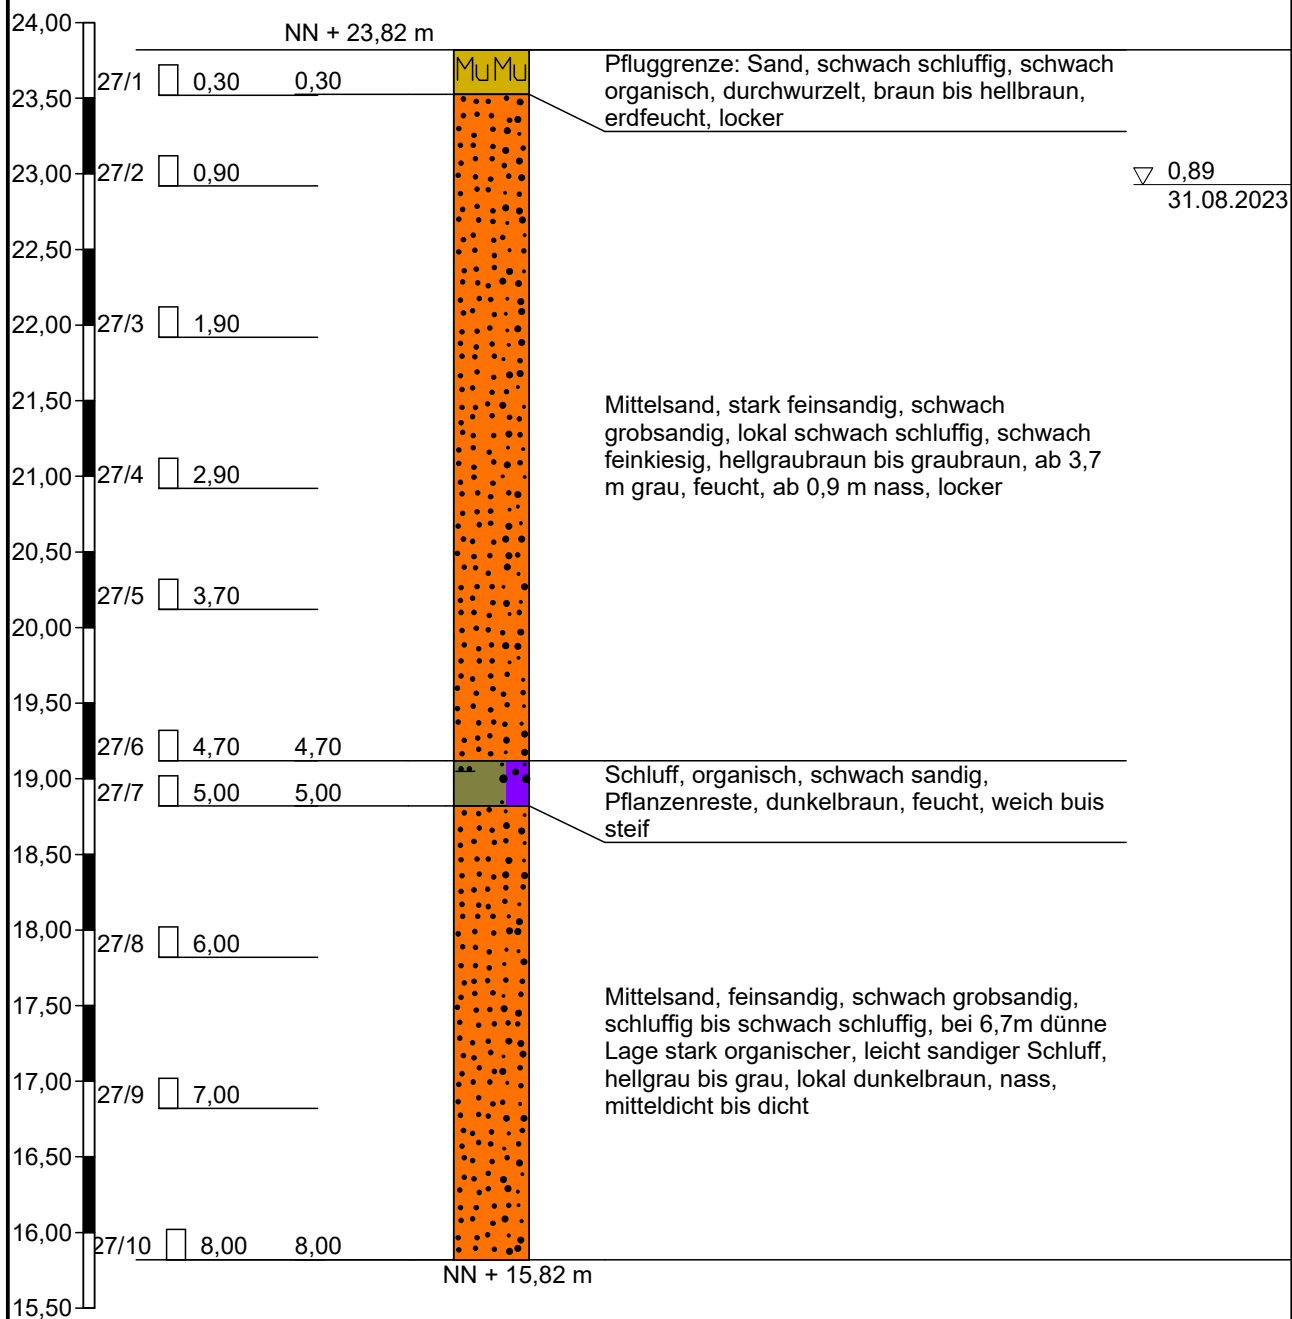 24,00
NN + 23,82 m
Mu Mu
Pfluggrenze: Sand, schwach schluffig, schwach
organisch, durchwurzelt, braun bis hellbraun,
erdfeucht, locker
27/1 0,30 0,30
23,50
23,00
27/2 0,90
0,89
31.08.2023
22,50
22,00
27/3 1,90
21,50
Mittelsand, stark feinsandig, schwach
grobsandig, lokal schwach schluffig, schwach
feinkiesig, hellgraubraun bis graubraun, ab 3,7
m grau, feucht, ab 0,9 m nass, locker
21,00
27/4 2,90
20,50
27/5 3,70
20,00
19,50
27/6 4,70 4,70
19,00
Schluff, organisch, schwach sandig,
Pflanzenreste, dunkelbraun, feucht, weich buis
steif
27/7 5,00 5,00
18,50
18,00
27/8 6,00
17,50
Mittelsand, feinsandig, schwach grobsandig,
schluffig bis schwach schluffig, bei 6,7m dünne
Lage stark organischer, leicht sandiger Schluff,
hellgrau bis grau, lokal dunkelbraun, nass,
mitteldicht bis dicht
17,00
27/9 7,00
16,50
16,00
27/10 8,00 8,00
NN + 15,82 m
15,50